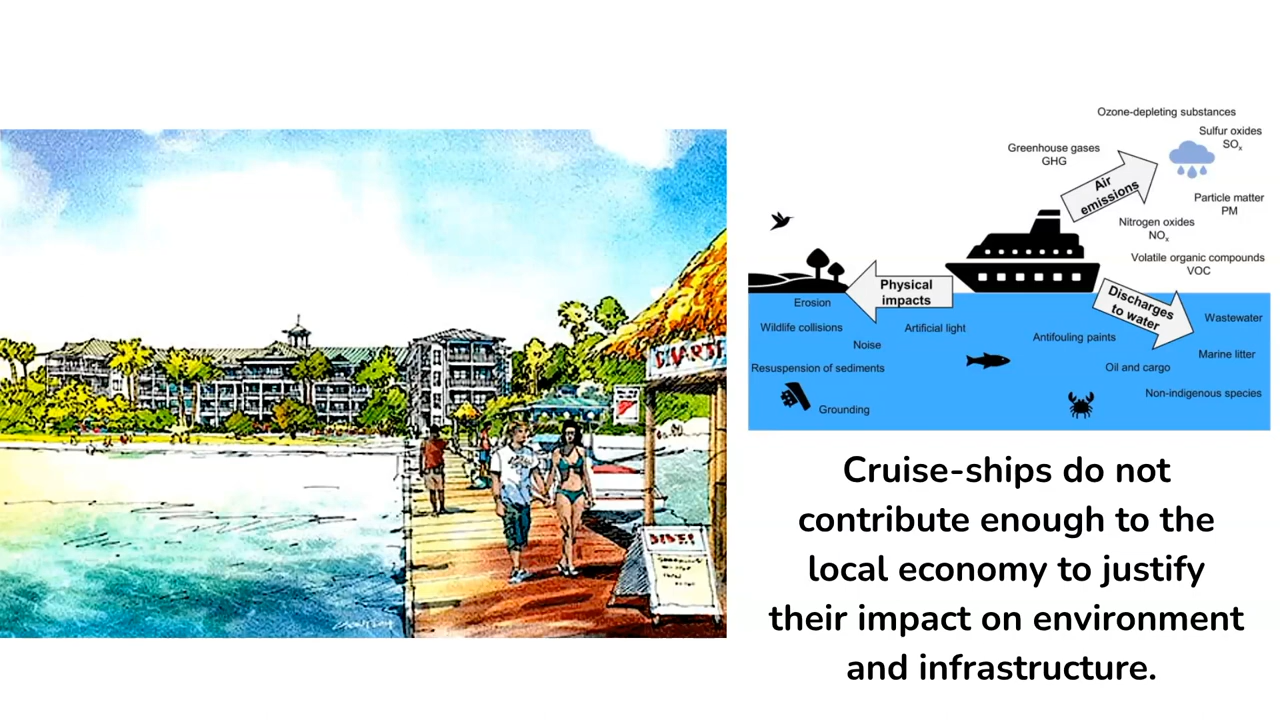 Ozone-depleting substances
Sulfur oxides
SOx
Greenhouse gases
GHG
Air
emissions
Particle matter
PM
Nitrogen oxides
NOx
Volatile organic compounds
VOC
Physical
impacts
Discharges
to water
Erosion
Wildlife collisions
Artificial light
Noise
Resuspension of sediments
Grounding
Antifouling paints
Wastewater
Marine litter
Oil and cargo
Non-indigenous species
Cruise-ships do not
contribute enough to the
local economy to justify
their impact on environment
and infrastructure.